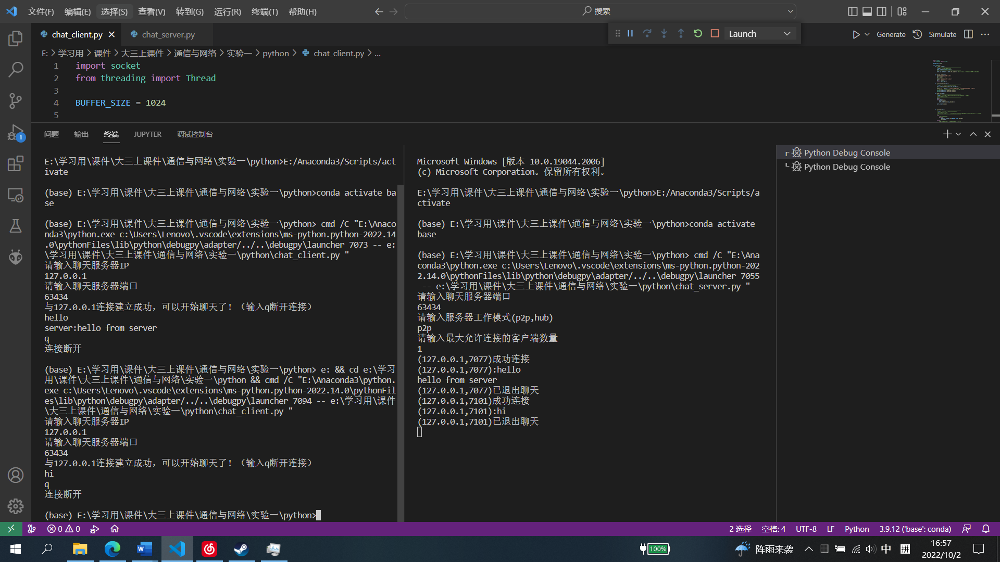 文件(F) 编辑(E) 选择(S) 查看(V) 转到(G) 运行(R) 终端(T) 帮助(H) 搜索
chat_client.py chat_server.py Launch Generate Simulate
E: > 学习用 > 课件 > 大三上课件 > 通信与网络 > 实验一 > python > chat_client.py > ...
1 import socket
2 from threading import Thread
3
4 BUFFER_SIZE = 1024
5
问题 输出 终端 JUPYTER 调试控制台
E:\学习用\课件\大三上课件\通信与网络\实验一\python>E:/Anaconda3/Scripts/act
ivate
(base) E:\学习用\课件\大三上课件\通信与网络\实验一\python>conda activate ba
se
(base) E:\学习用\课件\大三上课件\通信与网络\实验一\python> cmd /C "E:\Anaco
nda3\python.exe c:\Users\Lenovo\.vscode\extensions\ms-python.python-2022.14
.0\pythonFiles\lib\python\debugpy\adapter/../..\debugpy\launcher 7073 -- e:
\学习用\课件\大三上课件\通信与网络\实验一\python\chat_client.py "
请输入聊天服务器IP
127.0.0.1
请输入聊天服务器端口
63434
与127.0.0.1连接建立成功，可以开始聊天了！（输入q断开连接）
hello
server:hello from server
q
连接断开
(base) E:\学习用\课件\大三上课件\通信与网络\实验一\python> e: && cd e:\学习
用\课件\大三上课件\通信与网络\实验一\python && cmd /C "E:\Anaconda3\python.
exe c:\Users\Lenovo\.vscode\extensions\ms-python.python-2022.14.0\pythonFil
es\lib\python\debugpy\adapter/../..\debugpy\launcher 7094 -- e:\学习用\课件
\大三上课件\通信与网络\实验一\python\chat_client.py "
请输入聊天服务器IP
127.0.0.1
请输入聊天服务器端口
63434
与127.0.0.1连接建立成功，可以开始聊天了！（输入q断开连接）
hi
q
连接断开
(base) E:\学习用\课件\大三上课件\通信与网络\实验一\python>
Microsoft Windows [版本 10.0.19044.2006]
(c) Microsoft Corporation。保留所有权利。
E:\学习用\课件\大三上课件\通信与网络\实验一\python>E:/Anaconda3/Scripts/a
ctivate
(base) E:\学习用\课件\大三上课件\通信与网络\实验一\python>conda activate
base
(base) E:\学习用\课件\大三上课件\通信与网络\实验一\python> cmd /C "E:\Ana
conda3\python.exe c:\Users\Lenovo\.vscode\extensions\ms-python.python-202
2.14.0\pythonFiles\lib\python\debugpy\adapter/../..\debugpy\launcher 7055
-- e:\学习用\课件\大三上课件\通信与网络\实验一\python\chat_server.py "
请输入聊天服务器端口
63434
请输入服务器工作模式(p2p,hub)
p2p
请输入最大允许连接的客户端数量
1
(127.0.0.1,7077)成功连接
(127.0.0.1,7077):hello
hello from server
(127.0.0.1,7077)已退出聊天
(127.0.0.1,7101)成功连接
(127.0.0.1,7101):hi
(127.0.0.1,7101)已退出聊天
Python Debug Console
Python Debug Console
1
0 0 2 选择 空格: 4 UTF-8 LF Python 3.9.12 ('base': conda)
100% 阵雨来袭 中 拼 16:57
2022/10/2